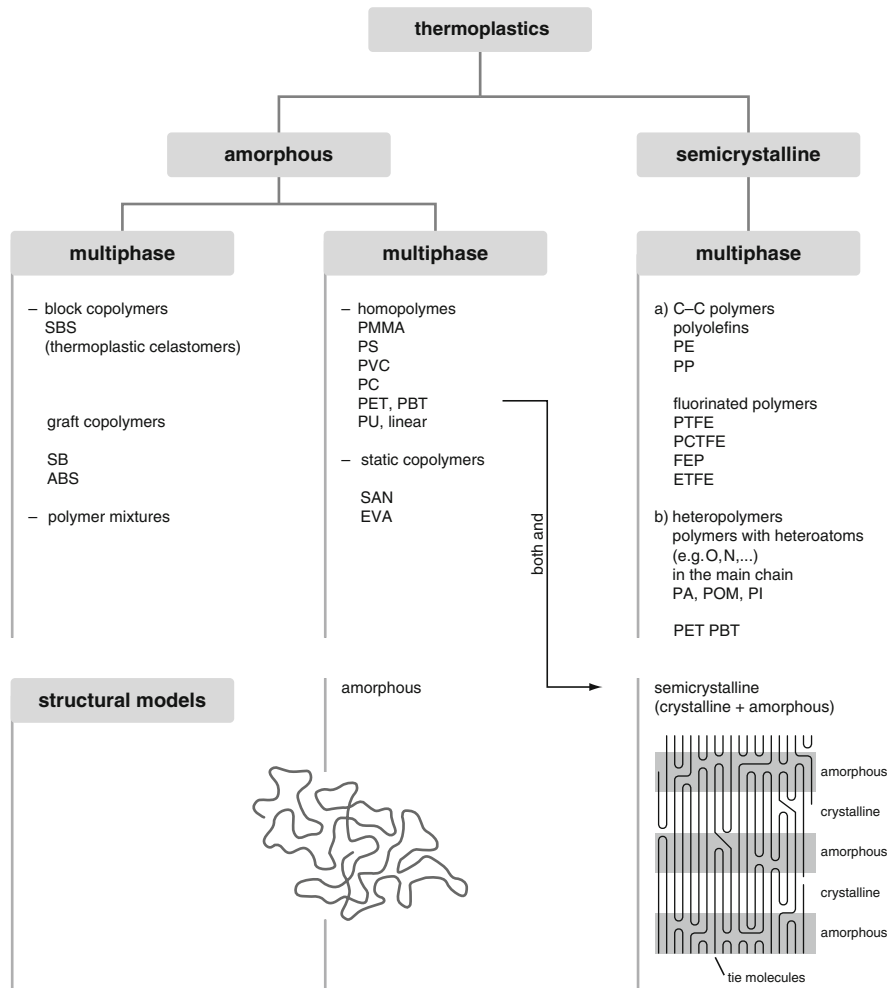 thermoplastics
amorphous
semicrystalline
multiphase
– block copolymers
SBS
(thermoplastic celastomers)
graft copolymers
SB
ABS
– polymer mixtures
multiphase
– homopolymes
PMMA
PS
PVC
PC
PET, PBT
PU, linear
– static copolymers
SAN
EVA
both and
multiphase
a) C–C polymers
polyolefins
PE
PP
fluorinated polymers
PTFE
PCTFE
FEP
ETFE
b) heteropolymers
polymers with heteroatoms
(e.g.O,N,...)
in the main chain
PA, POM, PI
PET PBT
structural models
amorphous
semicrystalline
(crystalline + amorphous)
amorphous
crystalline
amorphous
crystalline
amorphous
tie molecules